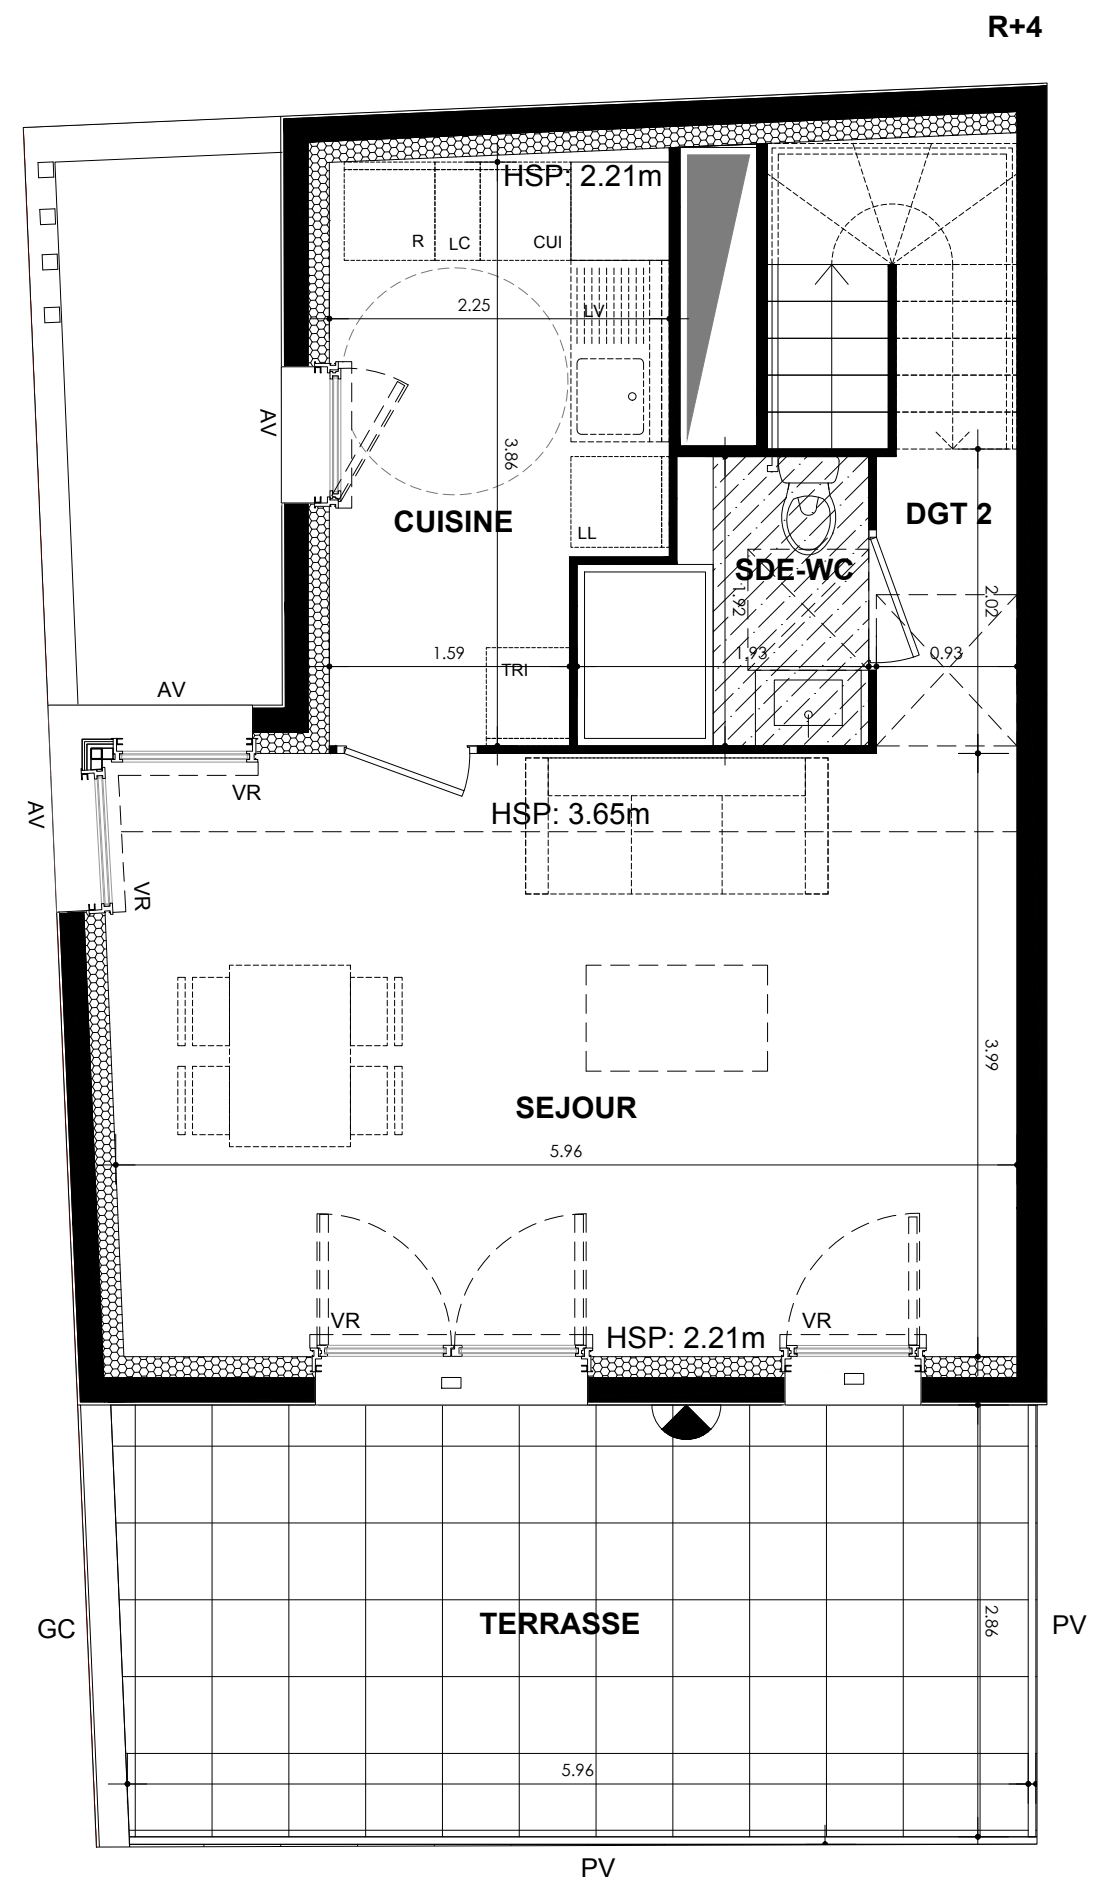 R+4
HSP: 2.21m
R
LC
CUI
2.25
LV
AV
3.86
CUISINE
DGT 2
LL
SDE-WC
1.92
2.02
1.59
TRI
1.93
0.93
AV
VR
AV
HSP: 3.65m
VR
3.99
SEJOUR
5.96
VR
HSP: 2.21m
VR
GC
TERRASSE
2.86
PV
5.96
PV